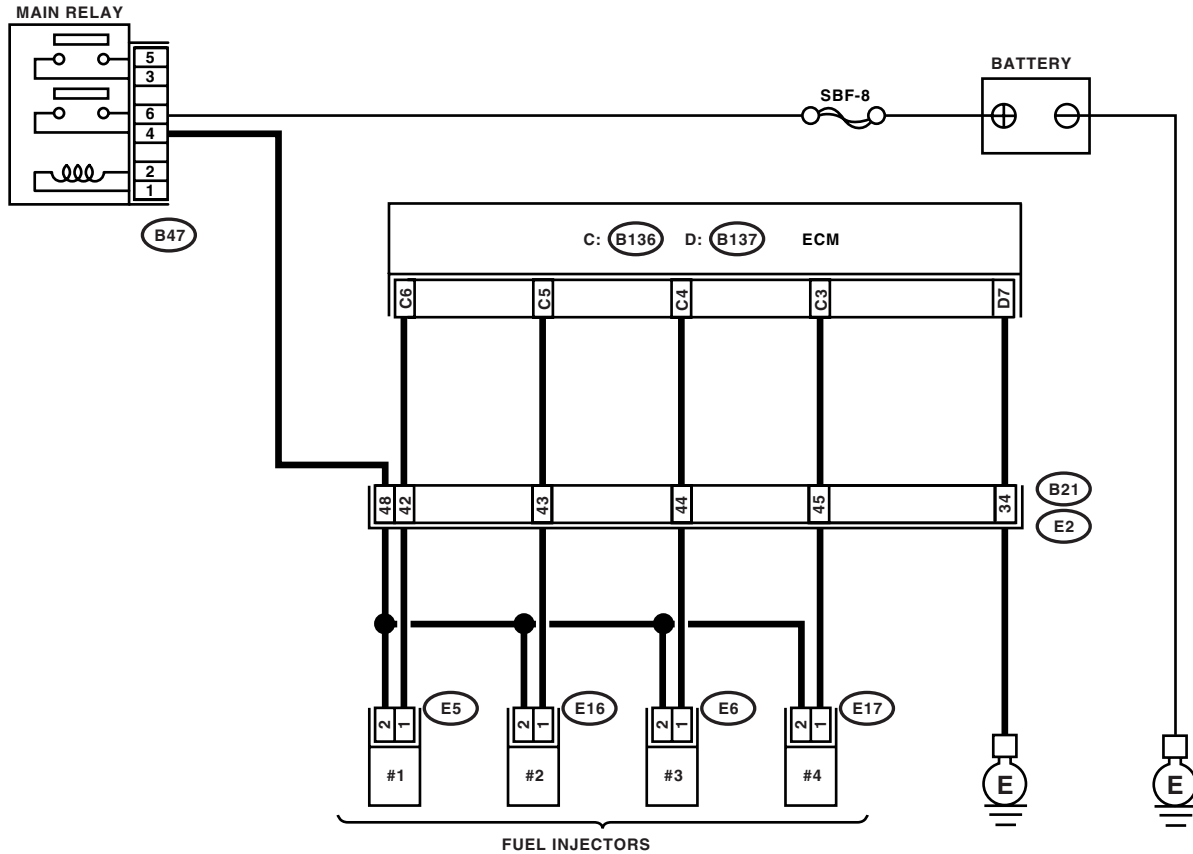 MAIN RELAY
5
3
6
4
2
1
B47
SBF-8
BATTERY
C: B136 D: B137 ECM
C6 C5 C4 C3 D7
48 42 43 44 45 34
B21
E2
2 1 E5 2 1 E16 2 1 E6 2 1 E17
#1 #2 #3 #4
E E
FUEL INJECTORS